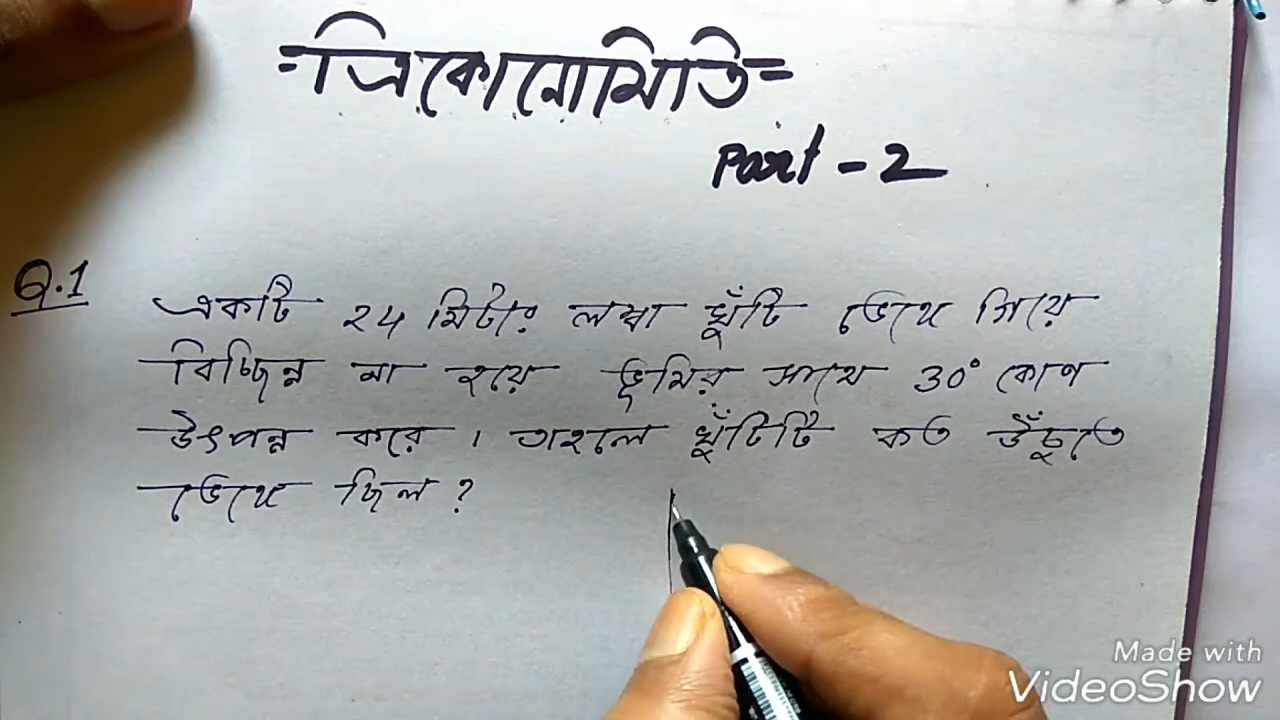 =ত্রিকোনোমিতি=
Part - 2
Q.1
একটি 24 মিটার লম্বা খুঁটি ভেঙে গিয়ে
বিচ্ছিন্ন না হয়ে ভূমির সাথে 30° কোণ
উৎপন্ন করে। তাহলে খুঁটিটি কত উঁচুতে
ভেঙে ছিল?
Made with
VideoShow